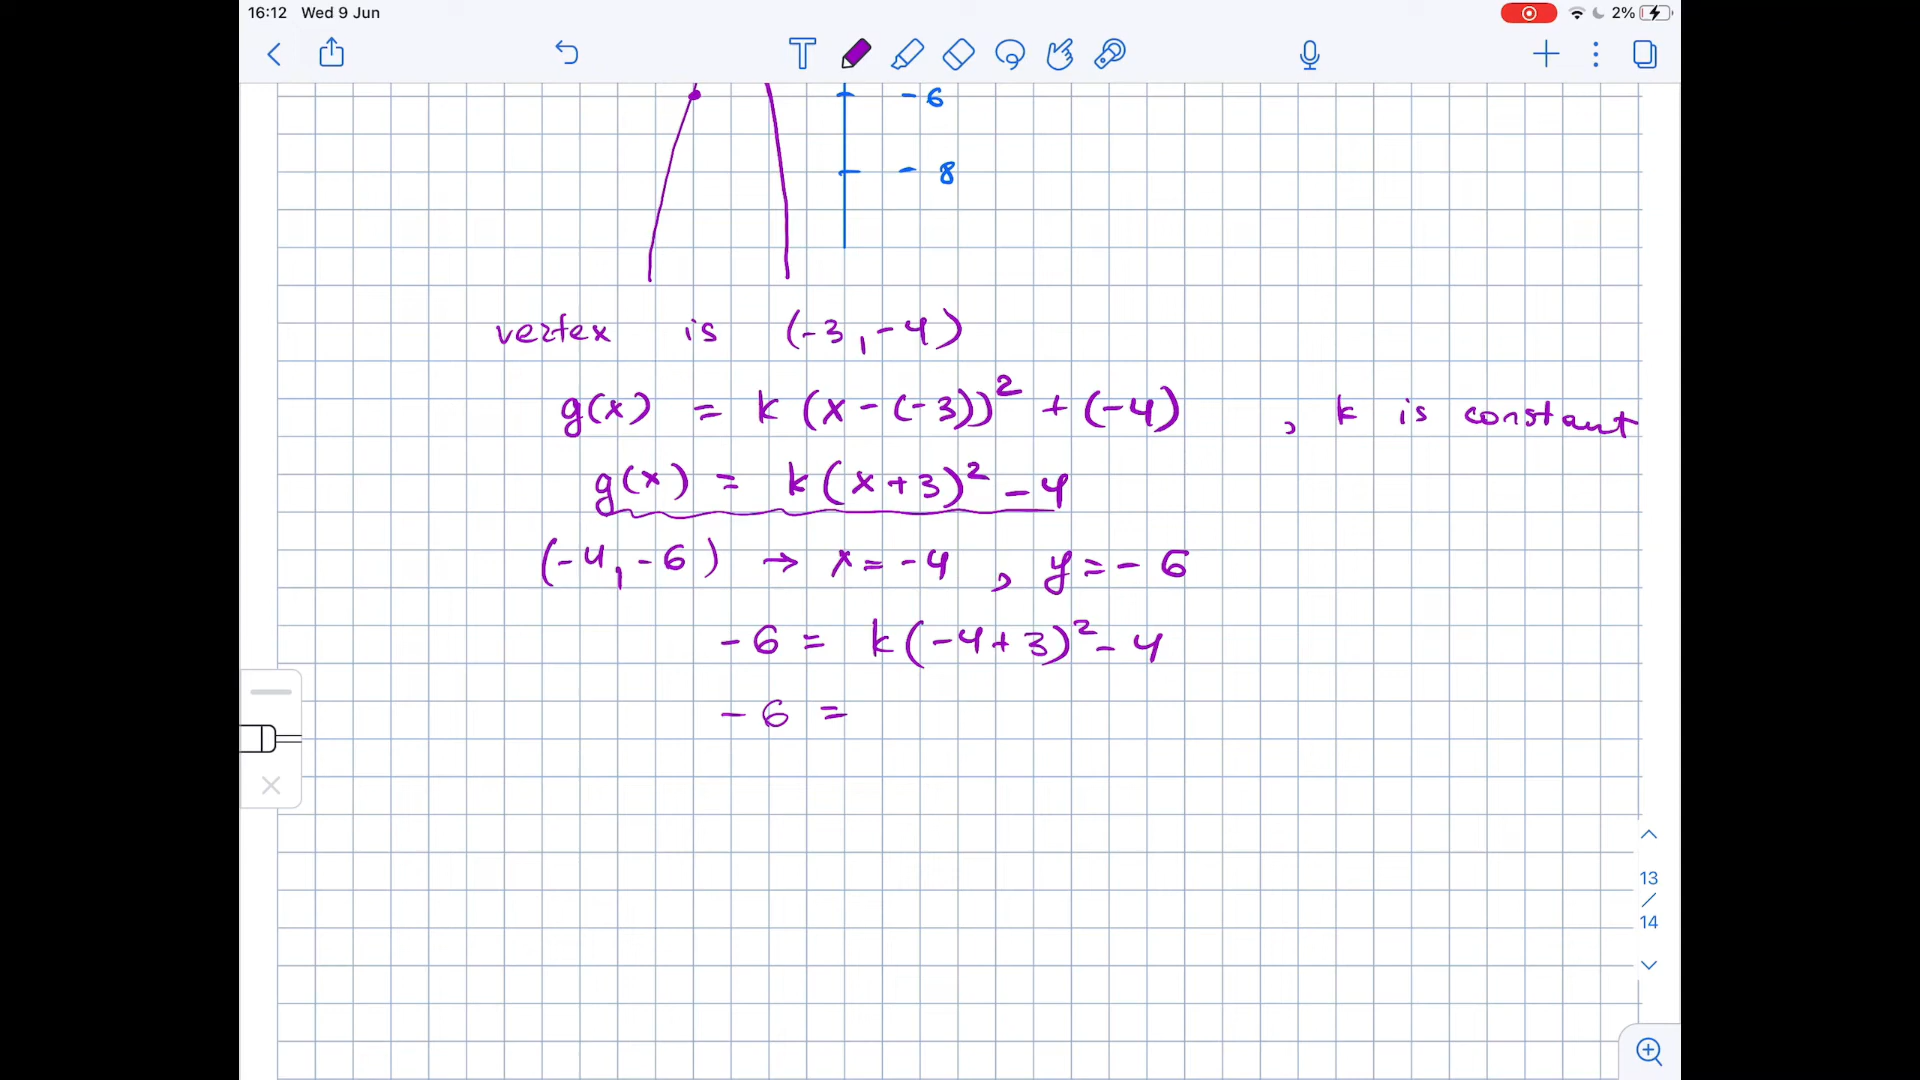 16:12 Wed 9 Jun
2%
T
- 6
- 8
vertex is (-3, -4)
g(x) = k (x - (-3))² + (-4) , k is constant
g(x) = k (x + 3)² - 4
(-4, -6) → x = -4 , y = - 6
- 6 = k (-4 + 3)² - 4
- 6 =
13
/
14